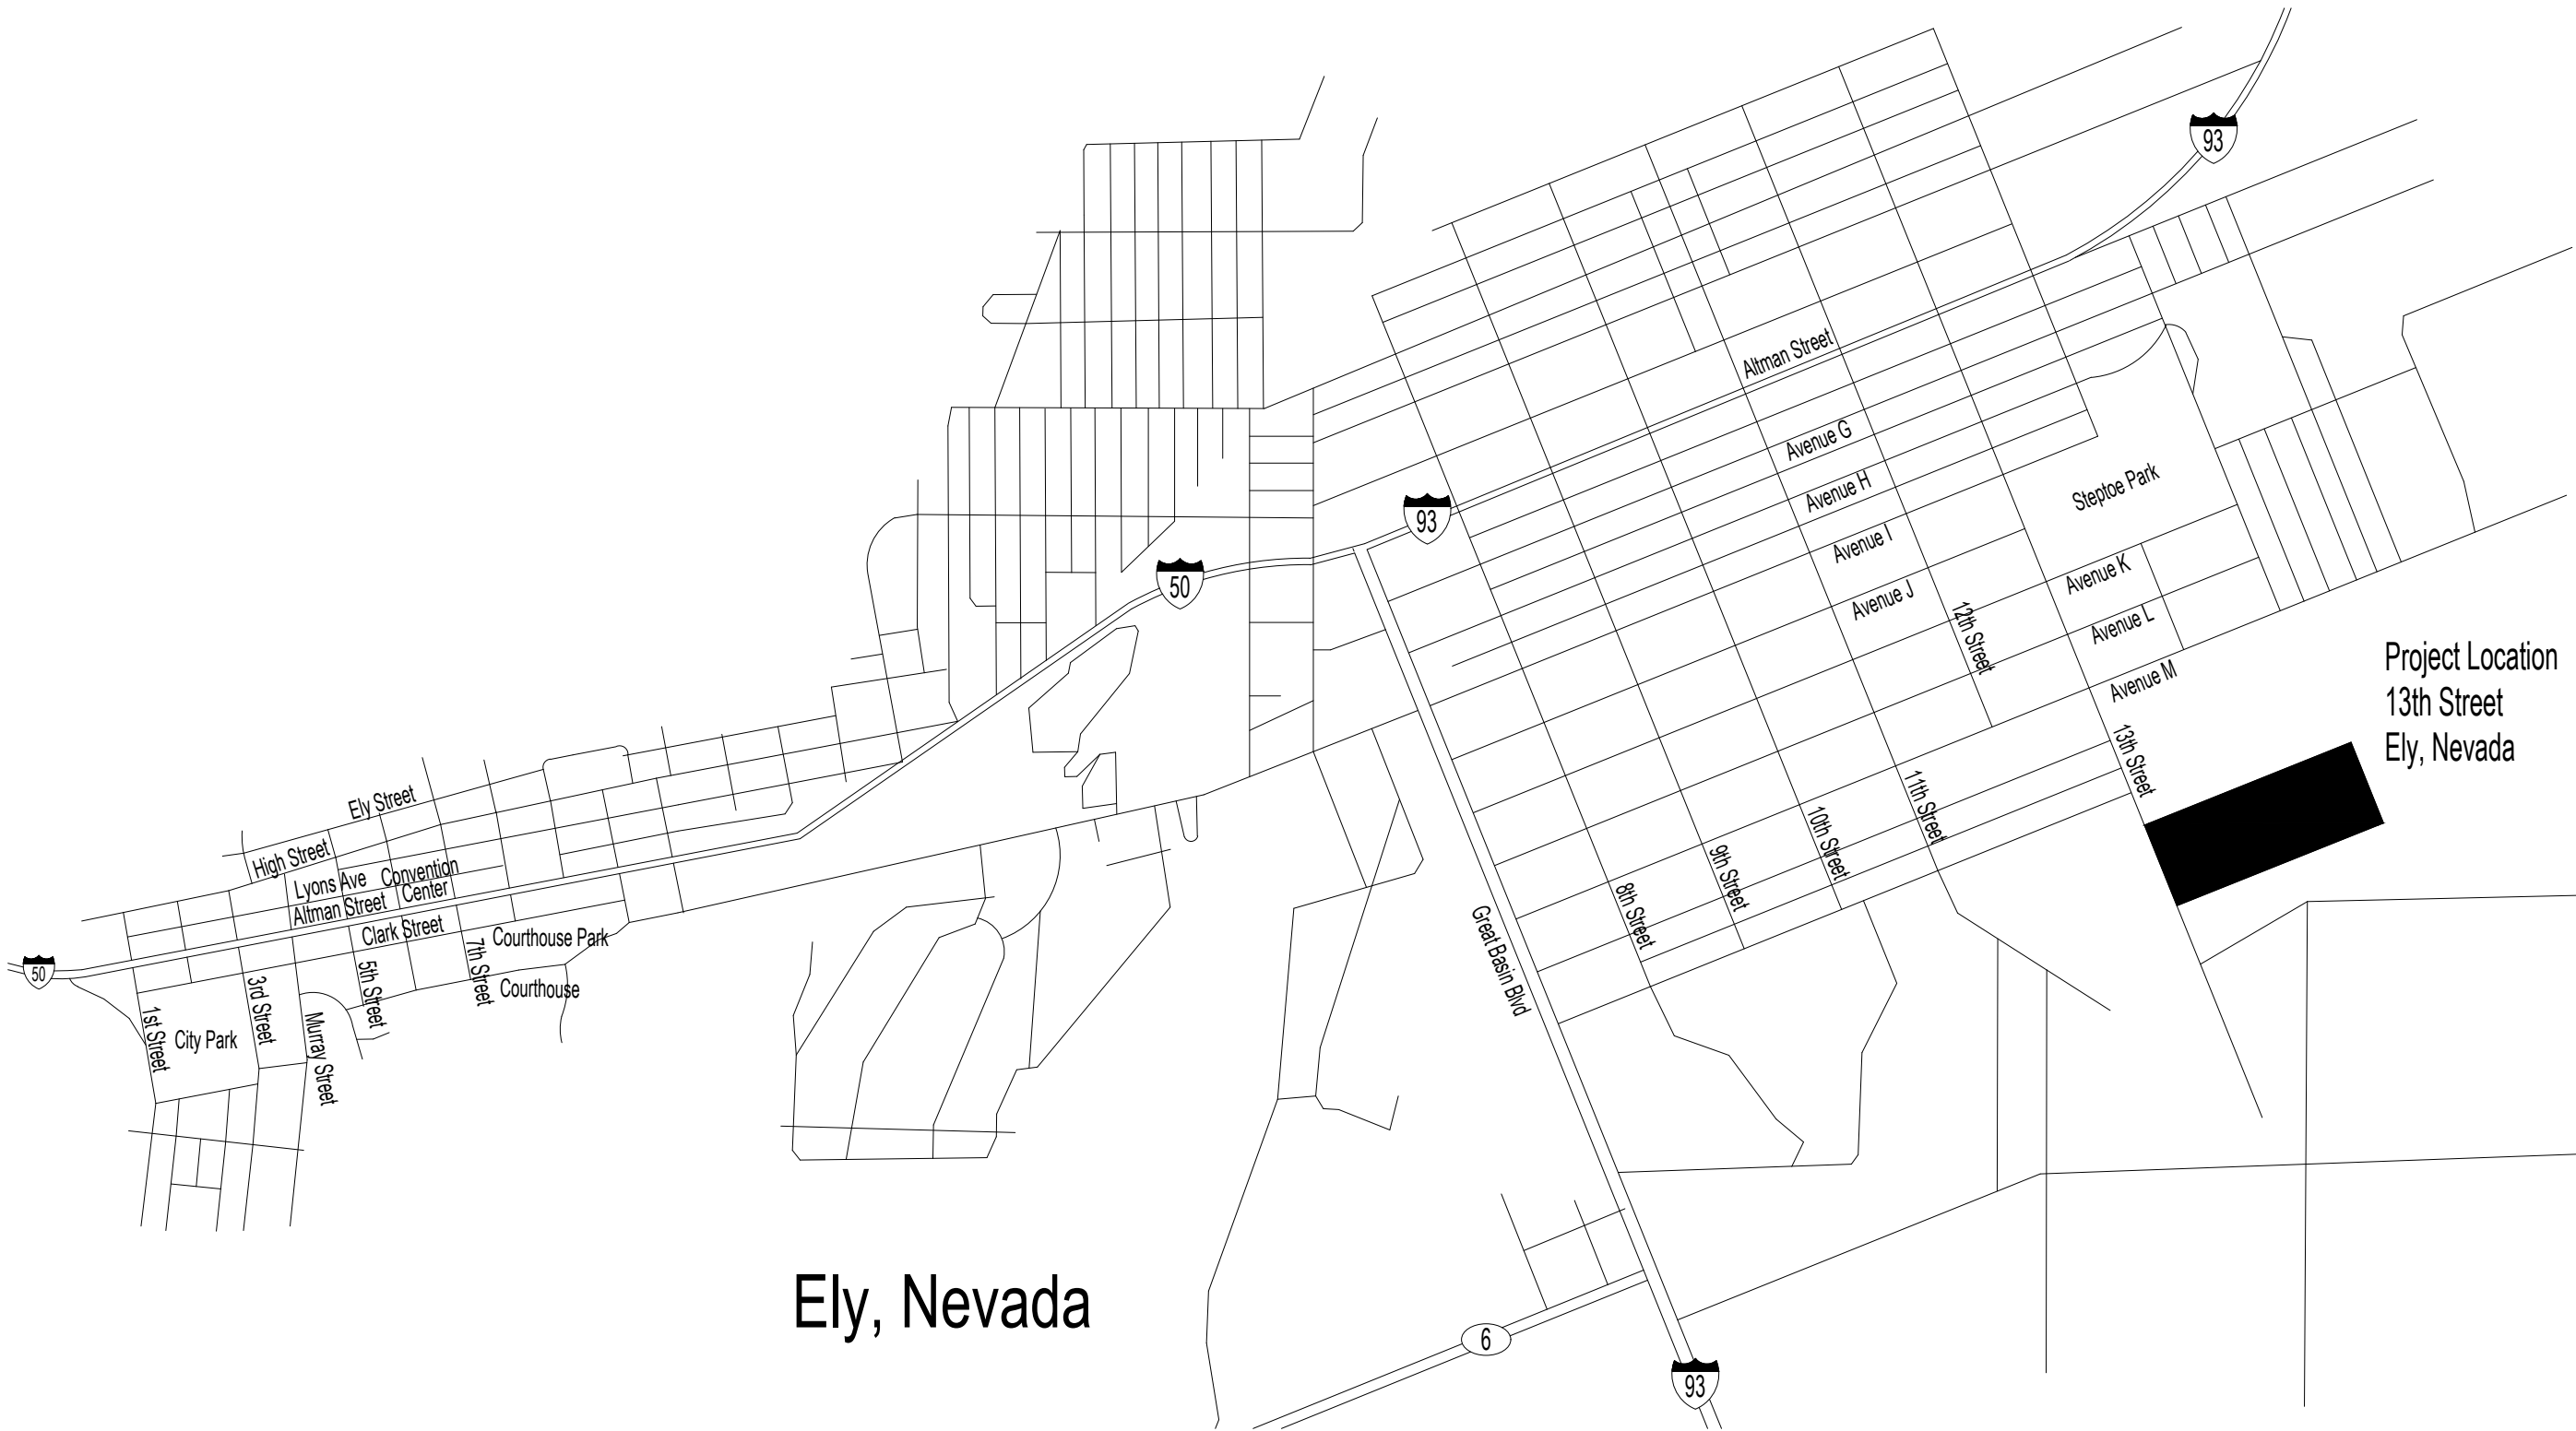 93
Altman Street
Avenue G
Avenue H
Steptoe Park
93
Avenue I
50
Avenue K
Avenue J
12th Street
Avenue L
Avenue M
Project Location
13th Street
Ely, Nevada
13th Street
11th Street
10th Street
9th Street
8th Street
Great Basin Blvd
Ely Street
High Street
Lyons Ave
Convention
Center
Altman Street
Clark Street
7th Street
Courthouse Park
Courthouse
50
5th Street
3rd Street
1st Street
City Park
Murray Street
Ely, Nevada
6
93